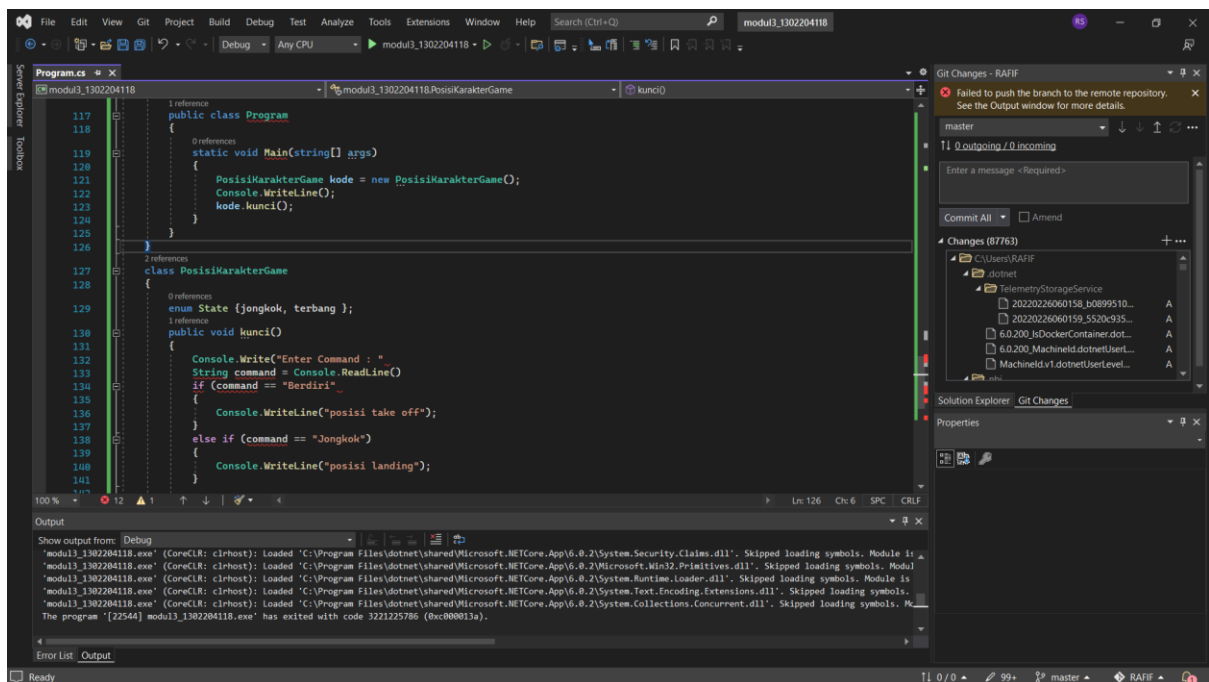 File Edit View Git Project Build Debug Test Analyze Tools Extensions Window Help Search (Ctrl+Q) modul3_1302204118 RS
Debug Any CPU modul3_1302204118
Server Explorer
Toolbox
Program.cs
modul3_1302204118 modul3_1302204118.PosisiKarakterGame kunci()
1 reference
117 public class Program
118 {
0 references
119 static void Main(string[] args)
120 {
121 PosisiKarakterGame kode = new PosisiKarakterGame();
122 Console.WriteLine();
123 kode.kunci();
124 }
125 }
126 }
2 references
127 class PosisiKarakterGame
128 {
0 references
129 enum State {jongkok, terbang };
1 reference
130 public void kunci()
131 {
132 Console.Write("Enter Command : "
133 String command = Console.ReadLine()
134 if (command == "Berdiri"
135 {
136 Console.WriteLine("posisi take off");
137 }
138 else if (command == "Jongkok")
139 {
140 Console.WriteLine("posisi landing");
141 }
100 % 12 1 Ln: 126 Ch: 6 SPC CRLF
Output
Show output from: Debug
'modul3_1302204118.exe' (CoreCLR: clrhost): Loaded 'C:\Program Files\dotnet\shared\Microsoft.NETCore.App\6.0.2\System.Security.Claims.dll'. Skipped loading symbols. Module is
'modul3_1302204118.exe' (CoreCLR: clrhost): Loaded 'C:\Program Files\dotnet\shared\Microsoft.NETCore.App\6.0.2\Microsoft.Win32.Primitives.dll'. Skipped loading symbols. Modul
'modul3_1302204118.exe' (CoreCLR: clrhost): Loaded 'C:\Program Files\dotnet\shared\Microsoft.NETCore.App\6.0.2\System.Runtime.Loader.dll'. Skipped loading symbols. Module is
'modul3_1302204118.exe' (CoreCLR: clrhost): Loaded 'C:\Program Files\dotnet\shared\Microsoft.NETCore.App\6.0.2\System.Text.Encoding.Extensions.dll'. Skipped loading symbols.
'modul3_1302204118.exe' (CoreCLR: clrhost): Loaded 'C:\Program Files\dotnet\shared\Microsoft.NETCore.App\6.0.2\System.Collections.Concurrent.dll'. Skipped loading symbols.
The program '[22544] modul3_1302204118.exe' has exited with code 3221225786 (0xc000013a).
Error List Output
Git Changes - RAFIF
Failed to push the branch to the remote repository.
See the Output window for more details.
master
0 outgoing / 0 incoming
Enter a message <Required>
Commit All Amend
Changes (87763)
C:\Users\RAFIF
.dotnet
TelemetryStorageService
20220226060158_b0899510... A
20220226060159_5520c935... A
6.0.200_IsDockerContainer.dot... A
6.0.200_MachineId.dotnetUserL... A
MachineId.v1.dotnetUserLevel... A
Solution Explorer Git Changes
Properties
Ready 0 / 0 99+ master RAFIF